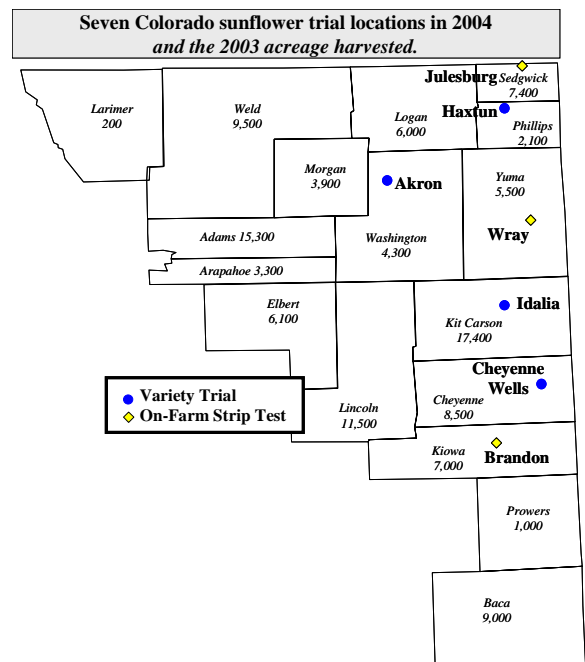 Seven Colorado sunflower trial locations in 2004
and the 2003 acreage harvested.
Julesburg
Sedgwick
7,400
Larimer
200
Weld
9,500
Logan
6,000
Haxtun
Phillips
2,100
Morgan
3,900
Akron
Yuma
5,500
Wray
Adams 15,300
Washington
4,300
Arapahoe 3,300
Elbert
6,100
Idalia
Kit Carson
17,400
Cheyenne
Wells
Variety Trial
On-Farm Strip Test
Lincoln
11,500
Cheyenne
8,500
Kiowa
7,000
Brandon
Prowers
1,000
Baca
9,000